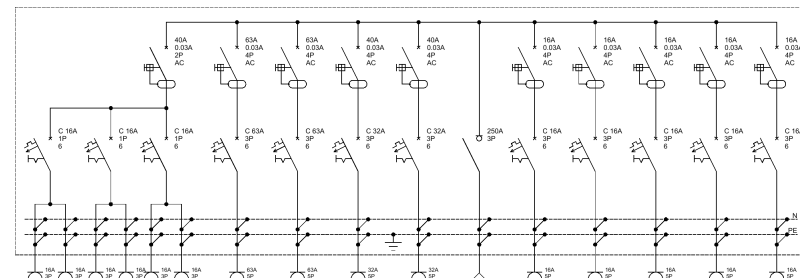 40A 63A 63A 40A 40A 16A 16A 16A 16A 16A
0.03A 0.03A 0.03A 0.03A 0.03A 0.03A 0.03A 0.03A 0.03A
2P 4P 4P 4P 4P 4P 4P 4P 4P 4P
AC AC AC AC AC AC AC AC AC AC
C 16A C 16A C 16A C 63A C 63A C 32A C 32A 250A C 16A C 16A C 16A C 16A
1P 1P 1P 3P 3P 3P 3P 3P 3P 3P 3P 3P 3P
6 6 6 6 6 6 6 6 6 6 6 6
N
PE
16A 16A 16A 16A 16A 16A 63A 63A 32A 32A 16A 16A 16A 16A 16A
3P 3P 3P 3P 3P 3P 5P 5P 5P 5P 5P 5P 5P 5P 5P